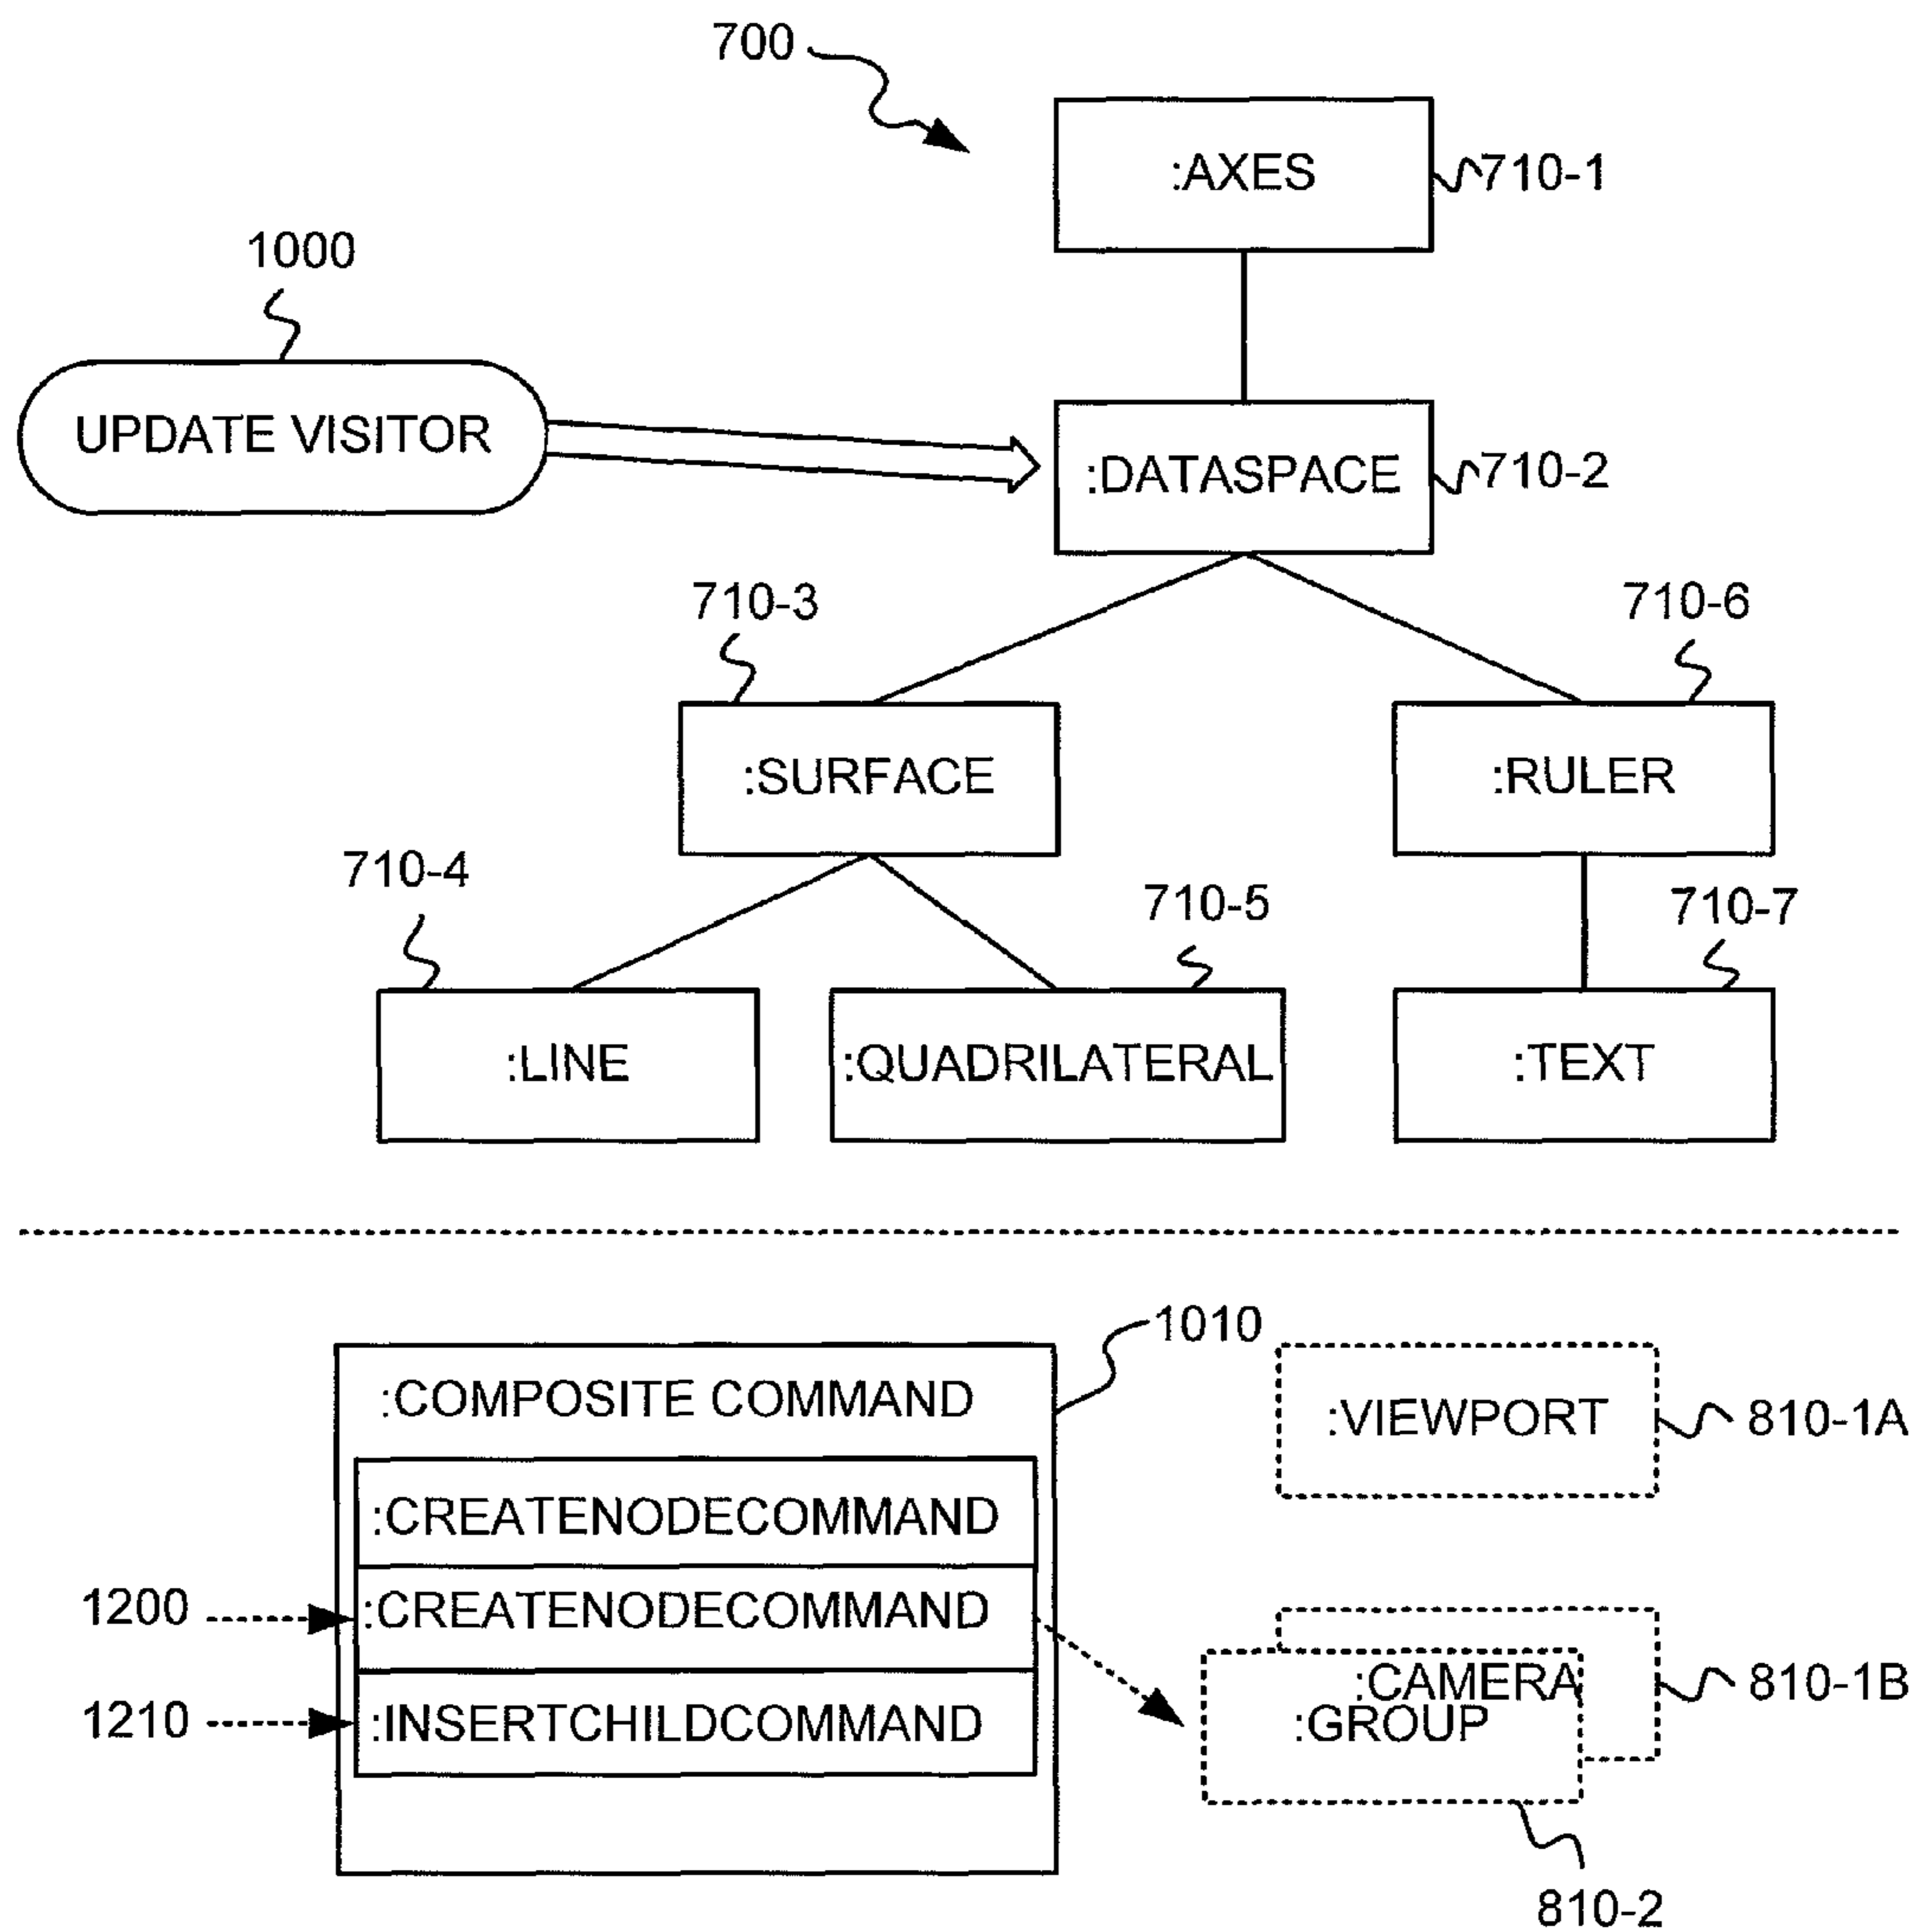 700
:AXES
710-1
1000
UPDATE VISITOR
:DATASPACE
710-2
710-3
710-6
:SURFACE
:RULER
710-4
710-5
710-7
:LINE
:QUADRILATERAL
:TEXT
1010
:COMPOSITE COMMAND
:VIEWPORT
810-1A
:CREATENODECOMMAND
1200
:CREATENODECOMMAND
:CAMERA
810-1B
1210
:INSERTCHILDCOMMAND
:GROUP
810-2